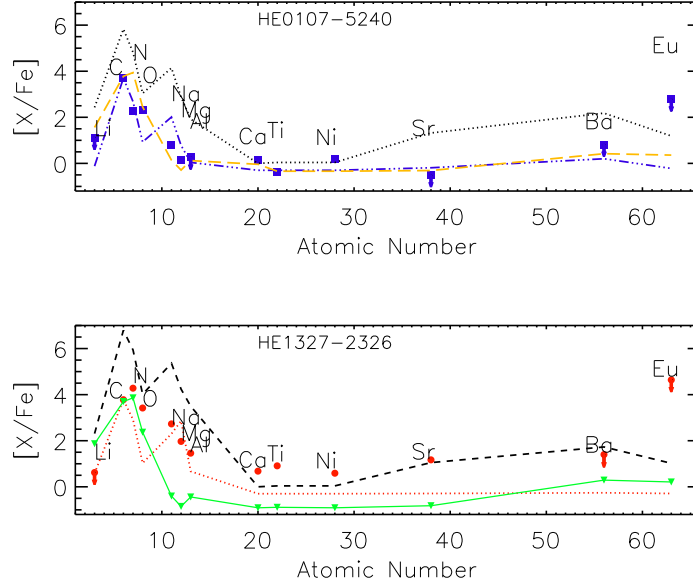 HE0107-5240
[X/Fe]
6
4
2
0
Li
C
N
O
Na
Mg
Al
Ca
Ti
Ni
Sr
Ba
Eu
10 20 30 40 50 60
Atomic Number
HE1327-2326
[X/Fe]
6
4
2
0
Li
C
N
O
Na
Mg
Al
Ca
Ti
Ni
Sr
Ba
Eu
10 20 30 40 50 60
Atomic Number